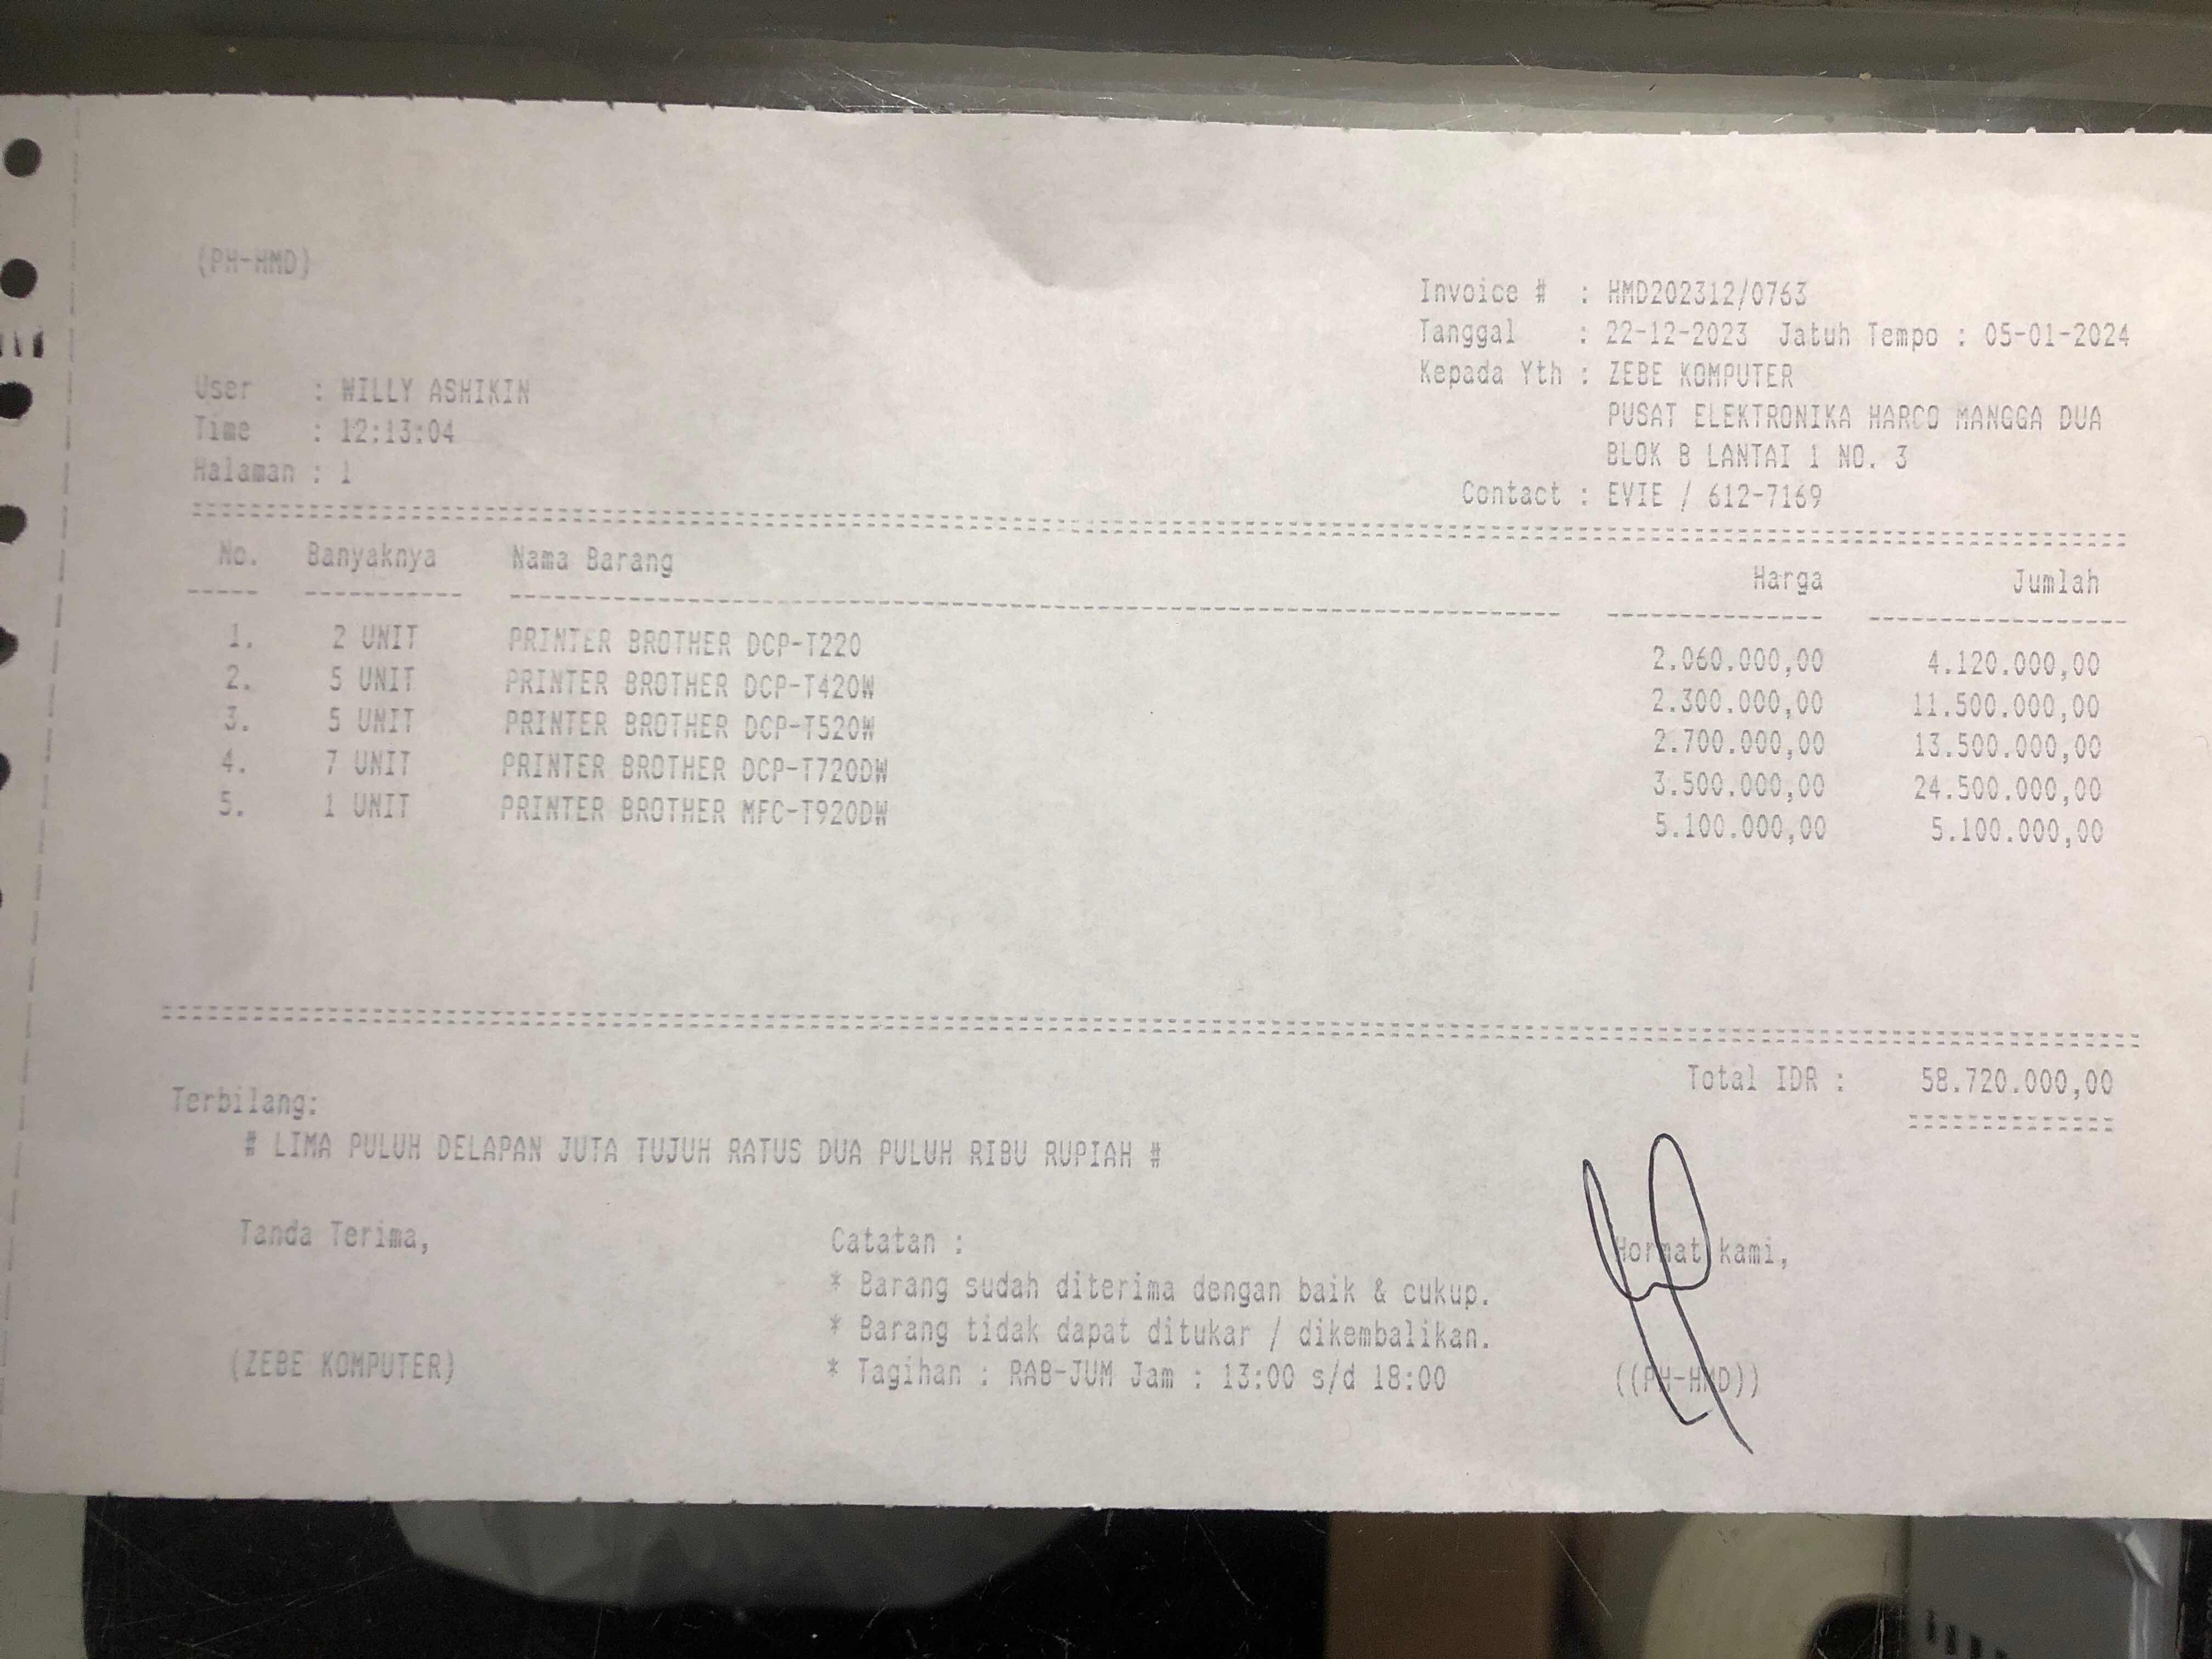 (PH-HMD)
Invoice # : HMD202312/0763
Tanggal : 22-12-2023 Jatuh Tempo : 05-01-2024
Kepada Yth : ZEBE KOMPUTER
PUSAT ELEKTRONIKA HARCO MANGGA DUA
BLOK B LANTAI 1 NO. 3
Contact : EVIE / 612-7169
User : WILLY ASHIKIN
Time : 12:13:04
Halaman : 1
No. Banyaknya Nama Barang Harga Jumlah
1. 2 UNIT PRINTER BROTHER DCP-T220 2.060.000,00 4.120.000,00
2. 5 UNIT PRINTER BROTHER DCP-T420W 2.300.000,00 11.500.000,00
3. 5 UNIT PRINTER BROTHER DCP-T520W 2.700.000,00 13.500.000,00
4. 7 UNIT PRINTER BROTHER DCP-T720DW 3.500.000,00 24.500.000,00
5. 1 UNIT PRINTER BROTHER MFC-T920DW 5.100.000,00 5.100.000,00
Total IDR : 58.720.000,00
Terbilang:
# LIMA PULUH DELAPAN JUTA TUJUH RATUS DUA PULUH RIBU RUPIAH #
Tanda Terima,
(ZEBE KOMPUTER)
Catatan :
* Barang sudah diterima dengan baik & cukup.
* Barang tidak dapat ditukar / dikembalikan.
* Tagihan : RAB-JUM Jam : 13:00 s/d 18:00
Hormat kami,
((PH-HMD))